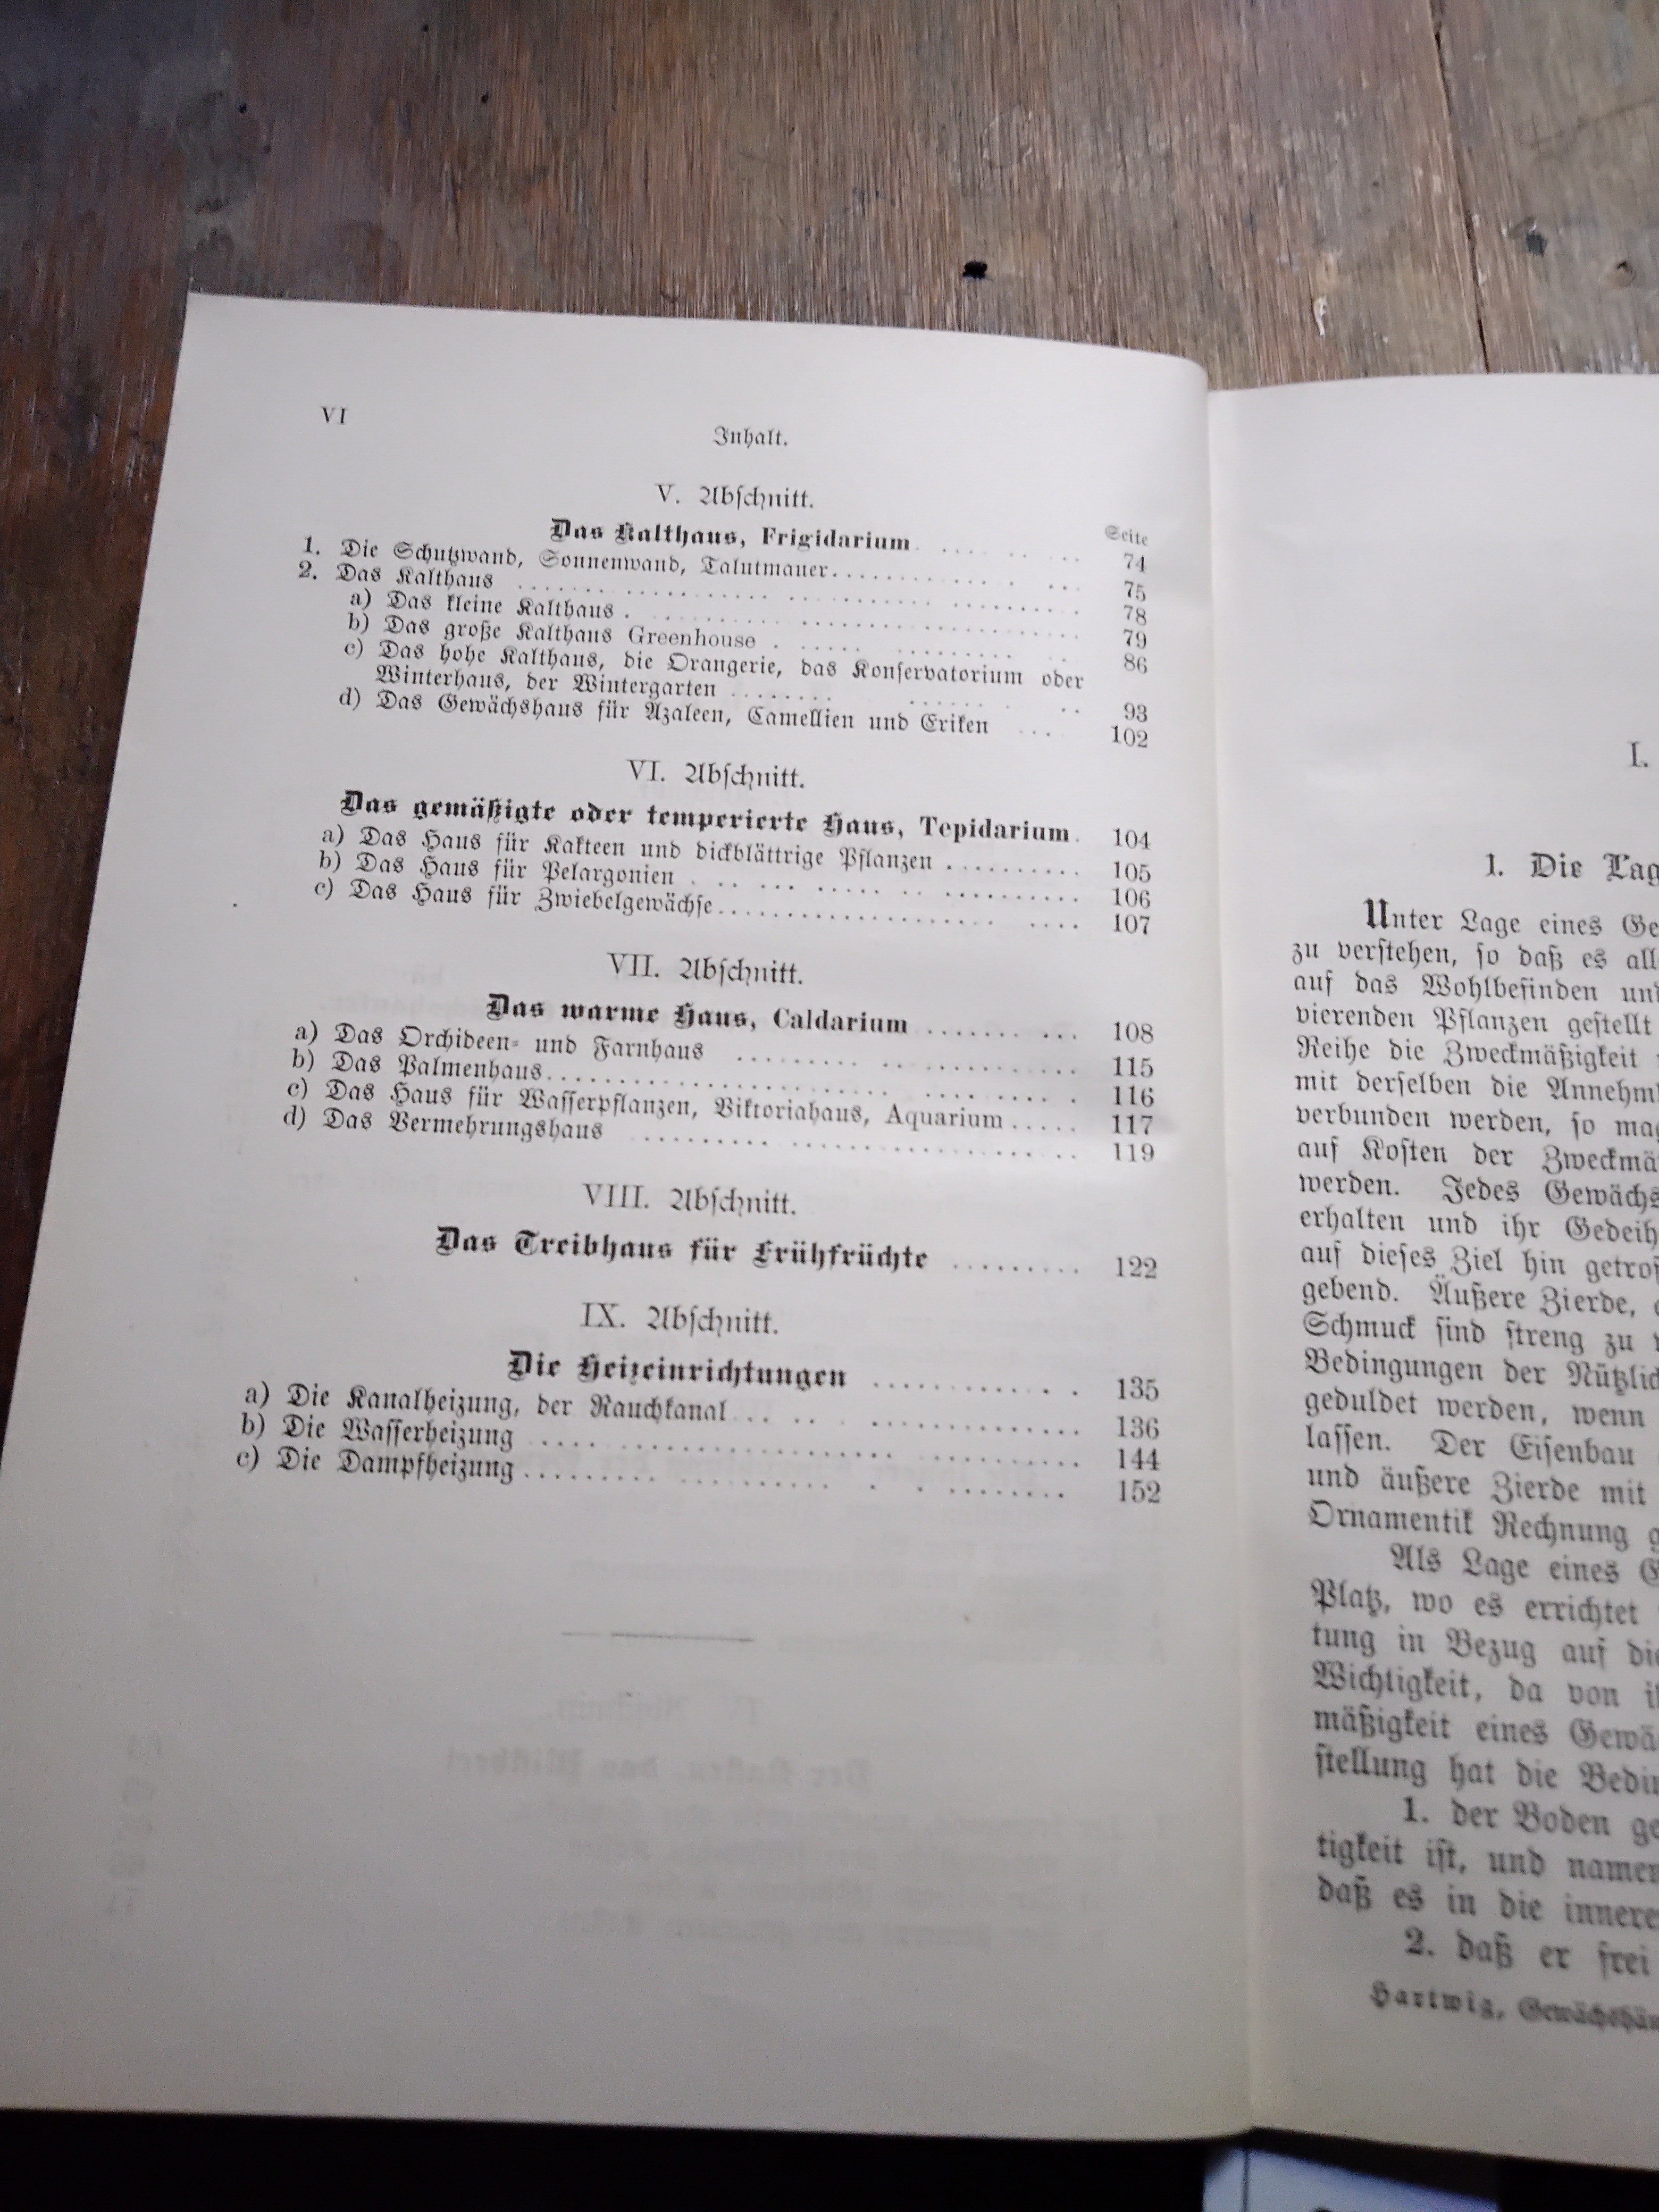 VI
Inhalt.
V. Abschnitt.
Seite
Das Kalthaus, Frigidarium . . . . . . . . 74
1. Die Schutzwand, Sonnenwand, Talutmauer . . . . . . . . 75
2. Das Kalthaus . . . . . . . . 78
a) Das kleine Kalthaus . . . . . . . . 79
b) Das große Kalthaus Greenhouse . . . . . . . . 86
c) Das hohe Kalthaus, die Orangerie, das Konservatorium oder
Winterhaus, der Wintergarten . . . . . . . . 93
d) Das Gewächshaus für Azaleen, Camellien und Eriken . . . . 102
VI. Abschnitt.
Das gemäßigte oder temperierte Haus, Tepidarium . 104
a) Das Haus für Kakteen und dickblättrige Pflanzen . . . . . . . . 105
b) Das Haus für Pelargonien . . . . . . . . 106
c) Das Haus für Zwiebelgewächse . . . . . . . . 107
VII. Abschnitt.
Das warme Haus, Caldarium . . . . . . . . 108
a) Das Orchideen- und Farnhaus . . . . . . . . 115
b) Das Palmenhaus . . . . . . . . 116
c) Das Haus für Wasserpflanzen, Viktoriahaus, Aquarium . . . . . 117
d) Das Vermehrungshaus . . . . . . . . 119
VIII. Abschnitt.
Das Treibhaus für Frühfrüchte . . . . . . . . 122
IX. Abschnitt.
Die Heizeinrichtungen . . . . . . . . 135
a) Die Kanalheizung, der Rauchkanal . . . . . . . . 136
b) Die Wasserheizung . . . . . . . . 144
c) Die Dampfheizung . . . . . . . . 152
I.
1. Die Lag
Unter Lage eines Ge
zu verstehen, so daß es all
auf das Wohlbefinden und
vierenden Pflanzen gestellt
Reihe die Zweckmäßigkeit
mit derselben die Annehml
verbunden werden, so mag
auf Kosten der Zweckmä
werden. Jedes Gewächs
erhalten und ihr Gedeih
auf dieses Ziel hin getrof
gebend. Äußere Zierde,
Schmuck sind streng zu
Bedingungen der Nützlic
geduldet werden, wenn
lassen. Der Eisenbau
und äußere Zierde mit
Ornamentik Rechnung g
Als Lage eines G
Platz, wo es errichtet
tung in Bezug auf die
Wichtigkeit, da von i
mäßigkeit eines Gewä
stellung hat die Bedin
1. der Boden ge
tigkeit ist, und namen
daß es in die innere
2. daß er frei
Hartwig, Gewächshäu